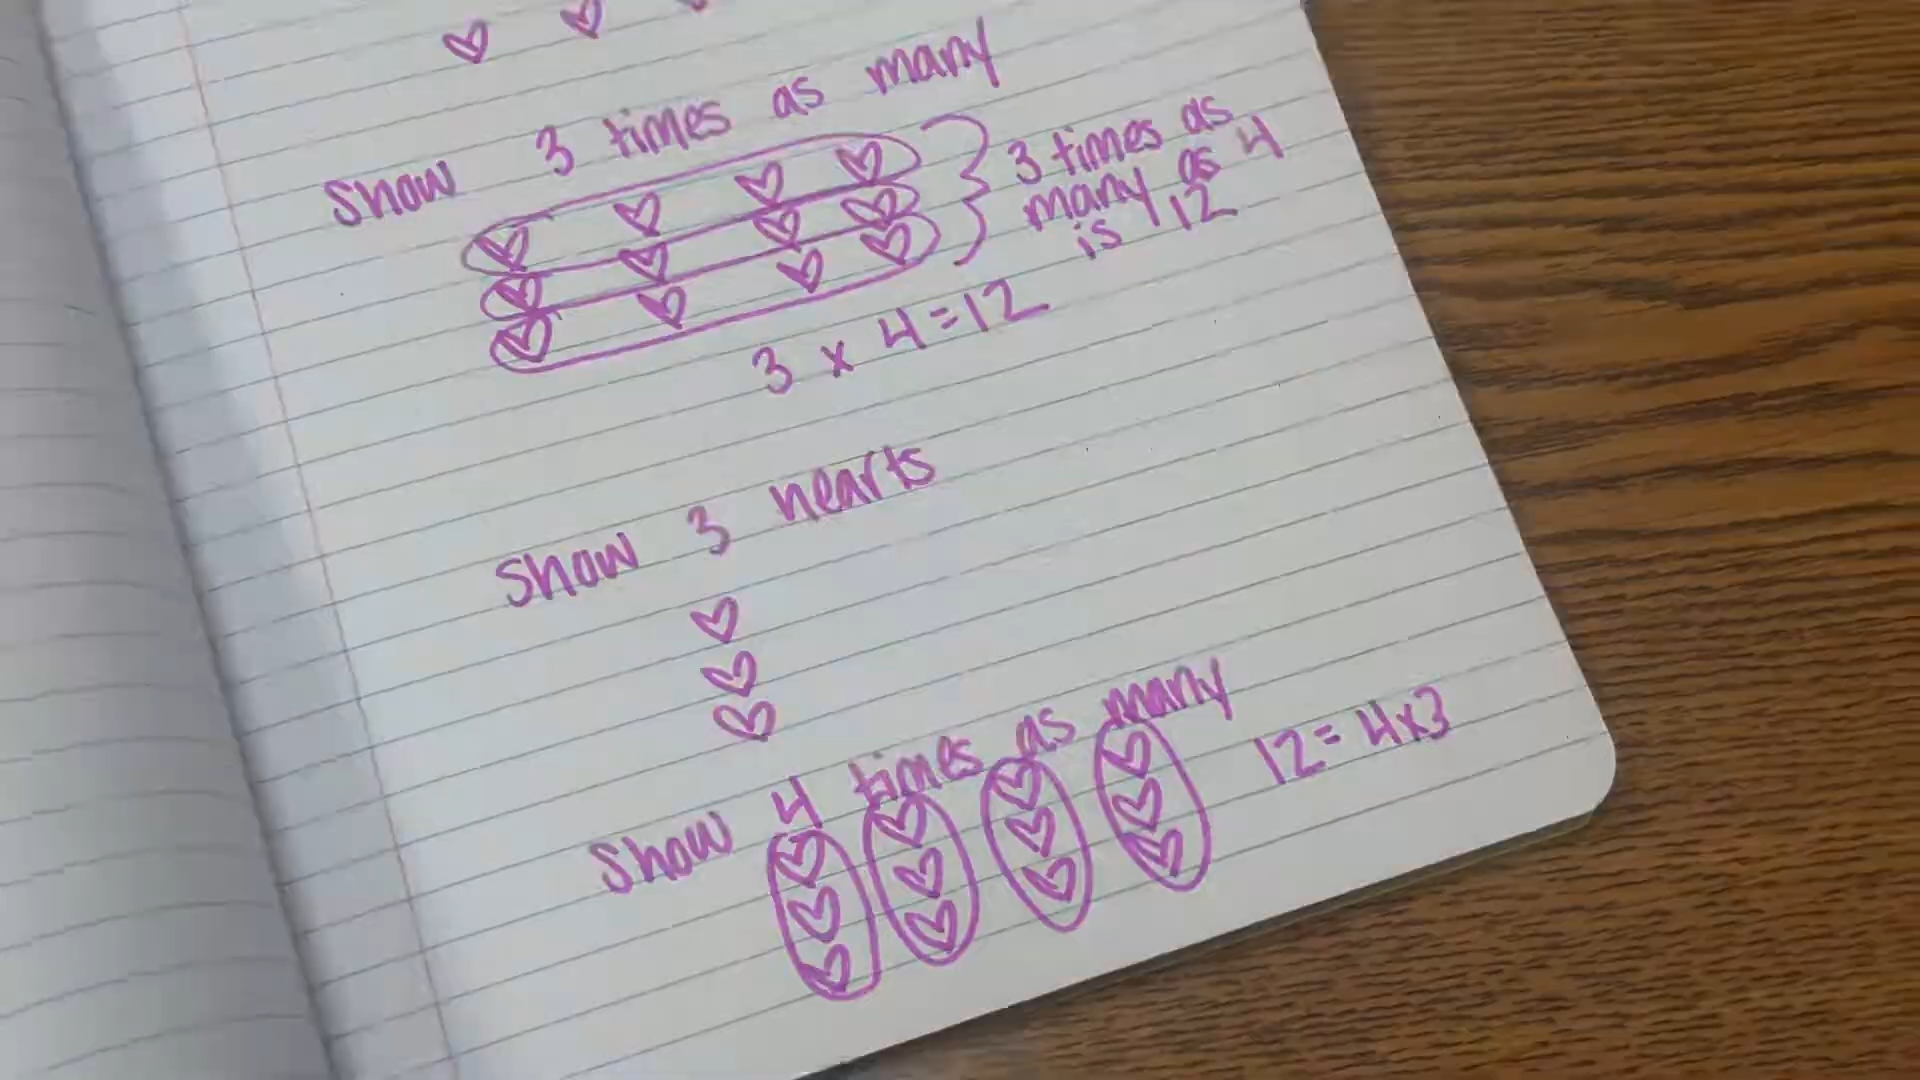 Show 3 times as many
3 times as
many as 4
is 12
3 x 4 = 12
Show 3 hearts
Show 4 times as many
12 = 4x3